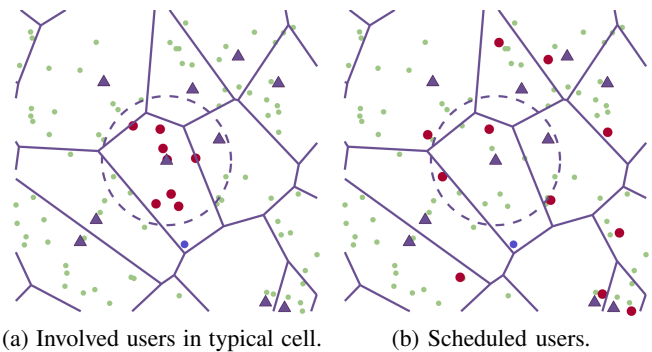 (a) Involved users in typical cell.
(b) Scheduled users.